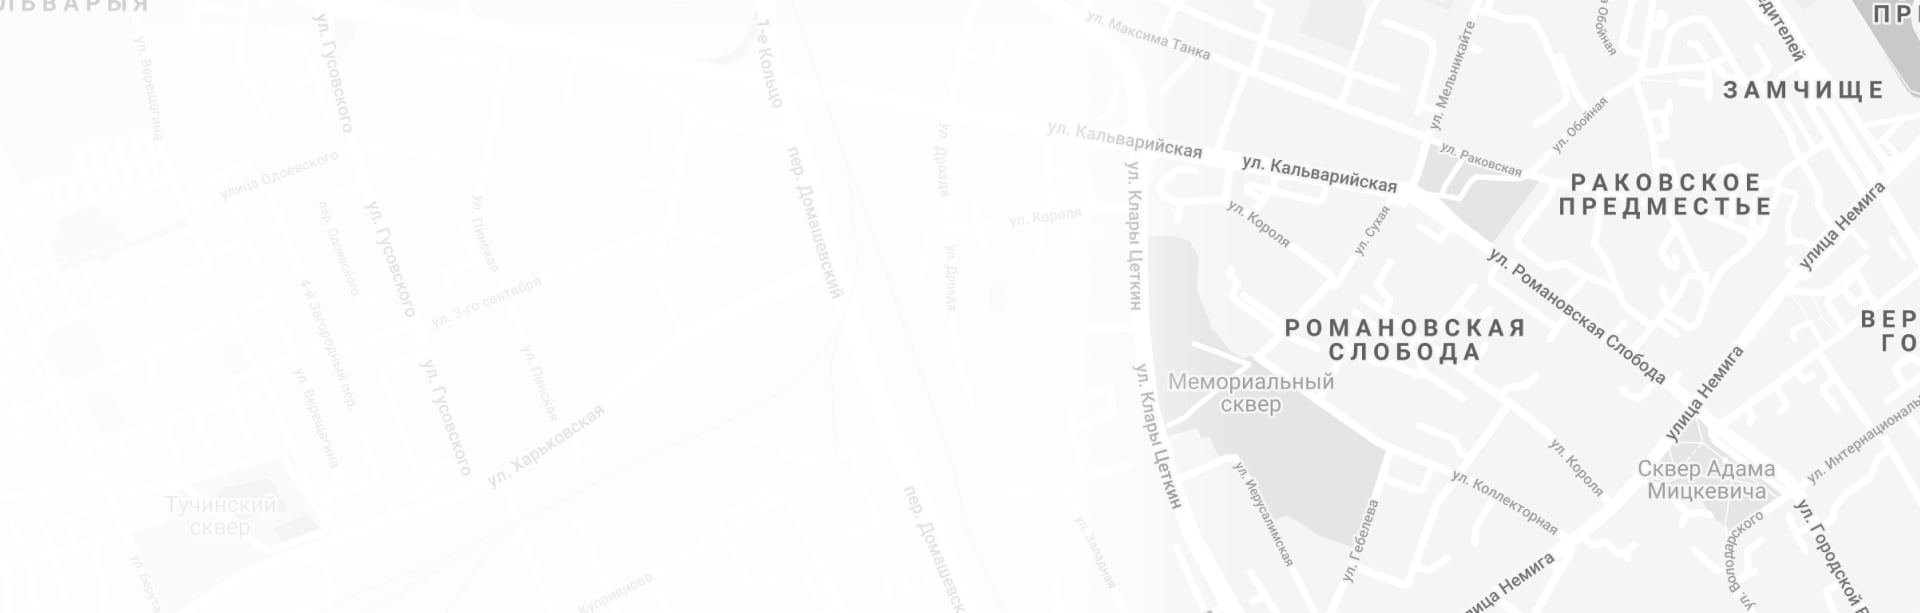 ЛЬВАРЫЯ
ул. Гусовского
1-е Кольцо
ул. Максима Танка
ул. Мельникайте
Обойная
дителей
ПРЕ
ул. Верещагина
ЗАМЧИЩЕ
ул. Обойная
ул. Кальварийская
ул. Кальварийская
ул. Раковская
улица Одоевского
пер. Домашевский
ул. Дрозда
ул. Клары Цеткин
РАКОВСКОЕ
ПРЕДМЕСТЬЕ
ул. Пинская
пер. Одоевского
ул. Гусовского
ул. Короля
ул. Короля
ул. Сухая
улица Немига
ул. 3-го сентября
ул. Дрозда
ул. Романовская Слобода
4-й Загородный пер.
РОМАНОВСКАЯ
СЛОБОДА
ВЕР
ГО
ул. Верещагина
ул. Гусовского
ул. Пинская
Мемориальный
сквер
ул. Клары Цеткин
улица Немига
ул. Харьковская
ул. Короля
ул. Интернациональ
Сквер Адама
Мицкевича
Тучинский
сквер
пер. Домашевск
ул. Западная
ул. Иерусалимская
ул. Гебелева
ул. Коллекторная
ул. Володарского
ул. Городской В
ул. Берута
Куприянова
улица Немига